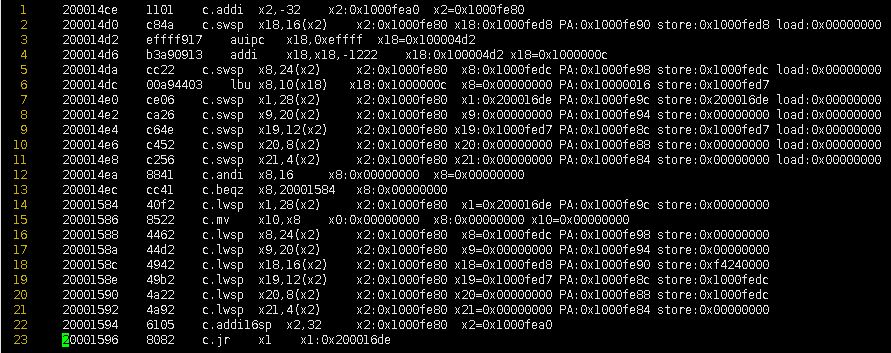 1 200014ce 1101 c.addi x2,-32 x2:0x1000fea0 x2=0x1000fe80
2 200014d0 c84a c.swsp x18,16(x2) x2:0x1000fe80 x18:0x1000fed8 PA:0x1000fe90 store:0x1000fed8 load:0x00000000
3 200014d2 effff917 auipc x18,0xeffff x18=0x100004d2
4 200014d6 b3a90913 addi x18,x18,-1222 x18:0x100004d2 x18=0x1000000c
5 200014da cc22 c.swsp x8,24(x2) x2:0x1000fe80 x8:0x1000fedc PA:0x1000fe98 store:0x1000fedc load:0x00000000
6 200014dc 00a94403 lbu x8,10(x18) x18:0x1000000c x8=0x00000000 PA:0x10000016 store:0x1000fed7
7 200014e0 ce06 c.swsp x1,28(x2) x2:0x1000fe80 x1:0x200016de PA:0x1000fe9c store:0x200016de load:0x00000000
8 200014e2 ca26 c.swsp x9,20(x2) x2:0x1000fe80 x9:0x00000000 PA:0x1000fe94 store:0x00000000 load:0x00000000
9 200014e4 c64e c.swsp x19,12(x2) x2:0x1000fe80 x19:0x1000fed7 PA:0x1000fe8c store:0x1000fed7 load:0x00000000
10 200014e6 c452 c.swsp x20,8(x2) x2:0x1000fe80 x20:0x00000000 PA:0x1000fe88 store:0x00000000 load:0x00000000
11 200014e8 c256 c.swsp x21,4(x2) x2:0x1000fe80 x21:0x00000000 PA:0x1000fe84 store:0x00000000 load:0x00000000
12 200014ea 8841 c.andi x8,16 x8:0x00000000 x8=0x00000000
13 200014ec cc41 c.beqz x8,20001584 x8:0x00000000
14 20001584 40f2 c.lwsp x1,28(x2) x2:0x1000fe80 x1=0x200016de PA:0x1000fe9c store:0x00000000
15 20001586 8522 c.mv x10,x8 x0:0x00000000 x8:0x00000000 x10=0x00000000
16 20001588 4462 c.lwsp x8,24(x2) x2:0x1000fe80 x8=0x1000fedc PA:0x1000fe98 store:0x00000000
17 2000158a 44d2 c.lwsp x9,20(x2) x2:0x1000fe80 x9=0x00000000 PA:0x1000fe94 store:0x00000000
18 2000158c 4942 c.lwsp x18,16(x2) x2:0x1000fe80 x18=0x1000fed8 PA:0x1000fe90 store:0xf4240000
19 2000158e 49b2 c.lwsp x19,12(x2) x2:0x1000fe80 x19=0x1000fed7 PA:0x1000fe8c store:0x1000fedc
20 20001590 4a22 c.lwsp x20,8(x2) x2:0x1000fe80 x20=0x00000000 PA:0x1000fe88 store:0x1000fedc
21 20001592 4a92 c.lwsp x21,4(x2) x2:0x1000fe80 x21=0x00000000 PA:0x1000fe84 store:0x00000000
22 20001594 6105 c.addi16sp x2,32 x2:0x1000fe80 x2=0x1000fea0
23 20001596 8082 c.jr x1 x1:0x200016de